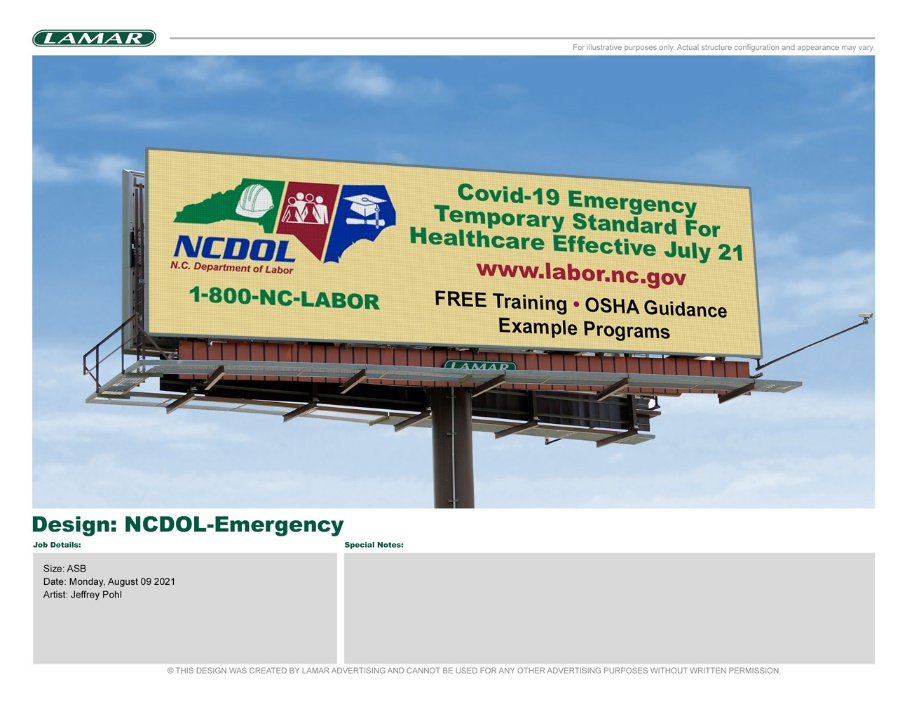 LAMAR
For illustrative purposes only. Actual structure configuration and appearance may vary.
NCDOL
N.C. Department of Labor
1-800-NC-LABOR
Covid-19 Emergency
Temporary Standard For
Healthcare Effective July 21
www.labor.nc.gov
FREE Training • OSHA Guidance
Example Programs
LAMAR
Design: NCDOL-Emergency
Job Details:
Special Notes:
Size: ASB
Date: Monday, August 09 2021
Artist: Jeffrey Pohl
© THIS DESIGN WAS CREATED BY LAMAR ADVERTISING AND CANNOT BE USED FOR ANY OTHER ADVERTISING PURPOSES WITHOUT WRITTEN PERMISSION.